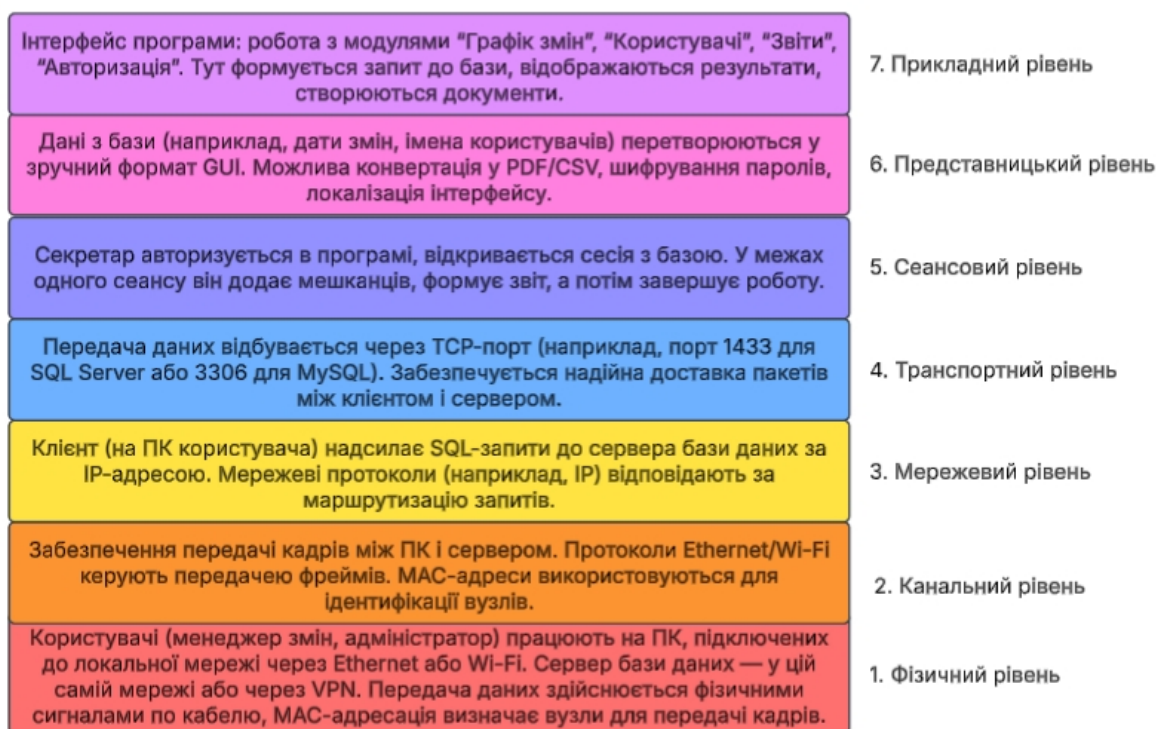 Інтерфейс програми: робота з модулями “Графік змін”, “Користувачі”, “Звіти”,
“Авторизація”. Тут формується запит до бази, відображаються результати,
створюються документи.
7. Прикладний рівень
Дані з бази (наприклад, дати змін, імена користувачів) перетворюються у
зручний формат GUI. Можлива конвертація у PDF/CSV, шифрування паролів,
локалізація інтерфейсу.
6. Представницький рівень
Секретар авторизується в програмі, відкривається сесія з базою. У межах
одного сеансу він додає мешканців, формує звіт, а потім завершує роботу.
5. Сеансовий рівень
Передача даних відбувається через TCP-порт (наприклад, порт 1433 для
SQL Server або 3306 для MySQL). Забезпечується надійна доставка пакетів
між клієнтом і сервером.
4. Транспортний рівень
Клієнт (на ПК користувача) надсилає SQL-запити до сервера бази даних за
IP-адресою. Мережеві протоколи (наприклад, IP) відповідають за
маршрутизацію запитів.
3. Мережевий рівень
Забезпечення передачі кадрів між ПК і сервером. Протоколи Ethernet/Wi-Fi
керують передачею фреймів. MAC-адреси використовуються для
ідентифікації вузлів.
2. Канальний рівень
Користувачі (менеджер змін, адміністратор) працюють на ПК, підключених
до локальної мережі через Ethernet або Wi-Fi. Сервер бази даних — у цій
самій мережі або через VPN. Передача даних здійснюється фізичними
сигналами по кабелю, MAC-адресація визначає вузли для передачі кадрів.
1. Фізичний рівень